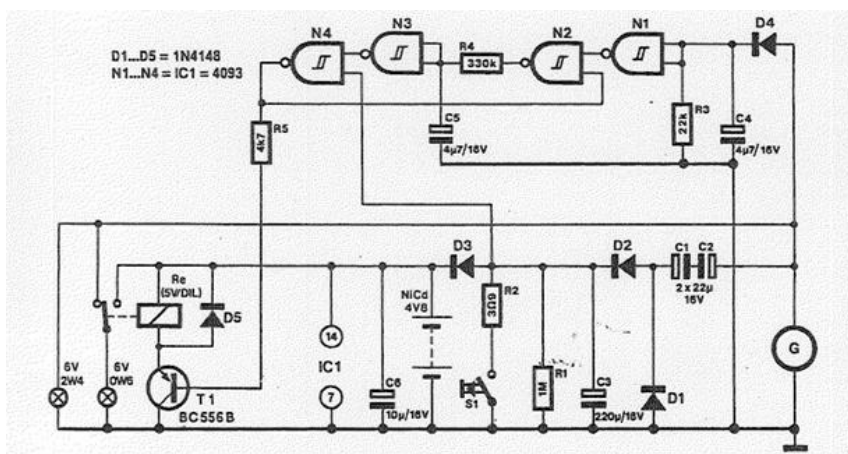 N4
N3
N2
N1
D4
D1...D5 = 1N4148
N1...N4 = IC1 = 4093
R4
330k
R5
4k7
C5
4μ7/16V
R3
22k
C4
4μ7/16V
D3
D2
C1 C2
2 x 22μ
16V
Re
(5V/DIL)
D5
NiCd
4V8
R2
3Ω9
14
IC1
7
G
6V
2W4
6V
0W6
T1
BC556B
C6
10μ/16V
S1
R1
1M
C3
220μ/16V
D1